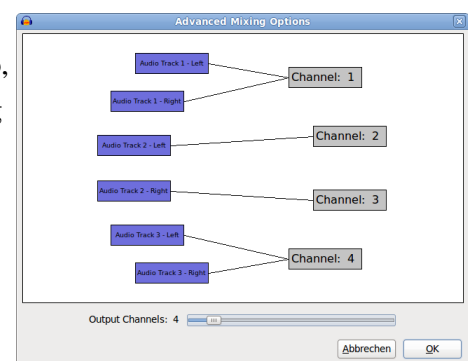 Advanced Mixing Options
Audio Track 1 - Left
Channel: 1
Audio Track 1 - Right
Channel: 2
Audio Track 2 - Left
Audio Track 2 - Right
Channel: 3
Audio Track 3 - Left
Channel: 4
Audio Track 3 - Right
Output Channels: 4
Abbrechen
OK